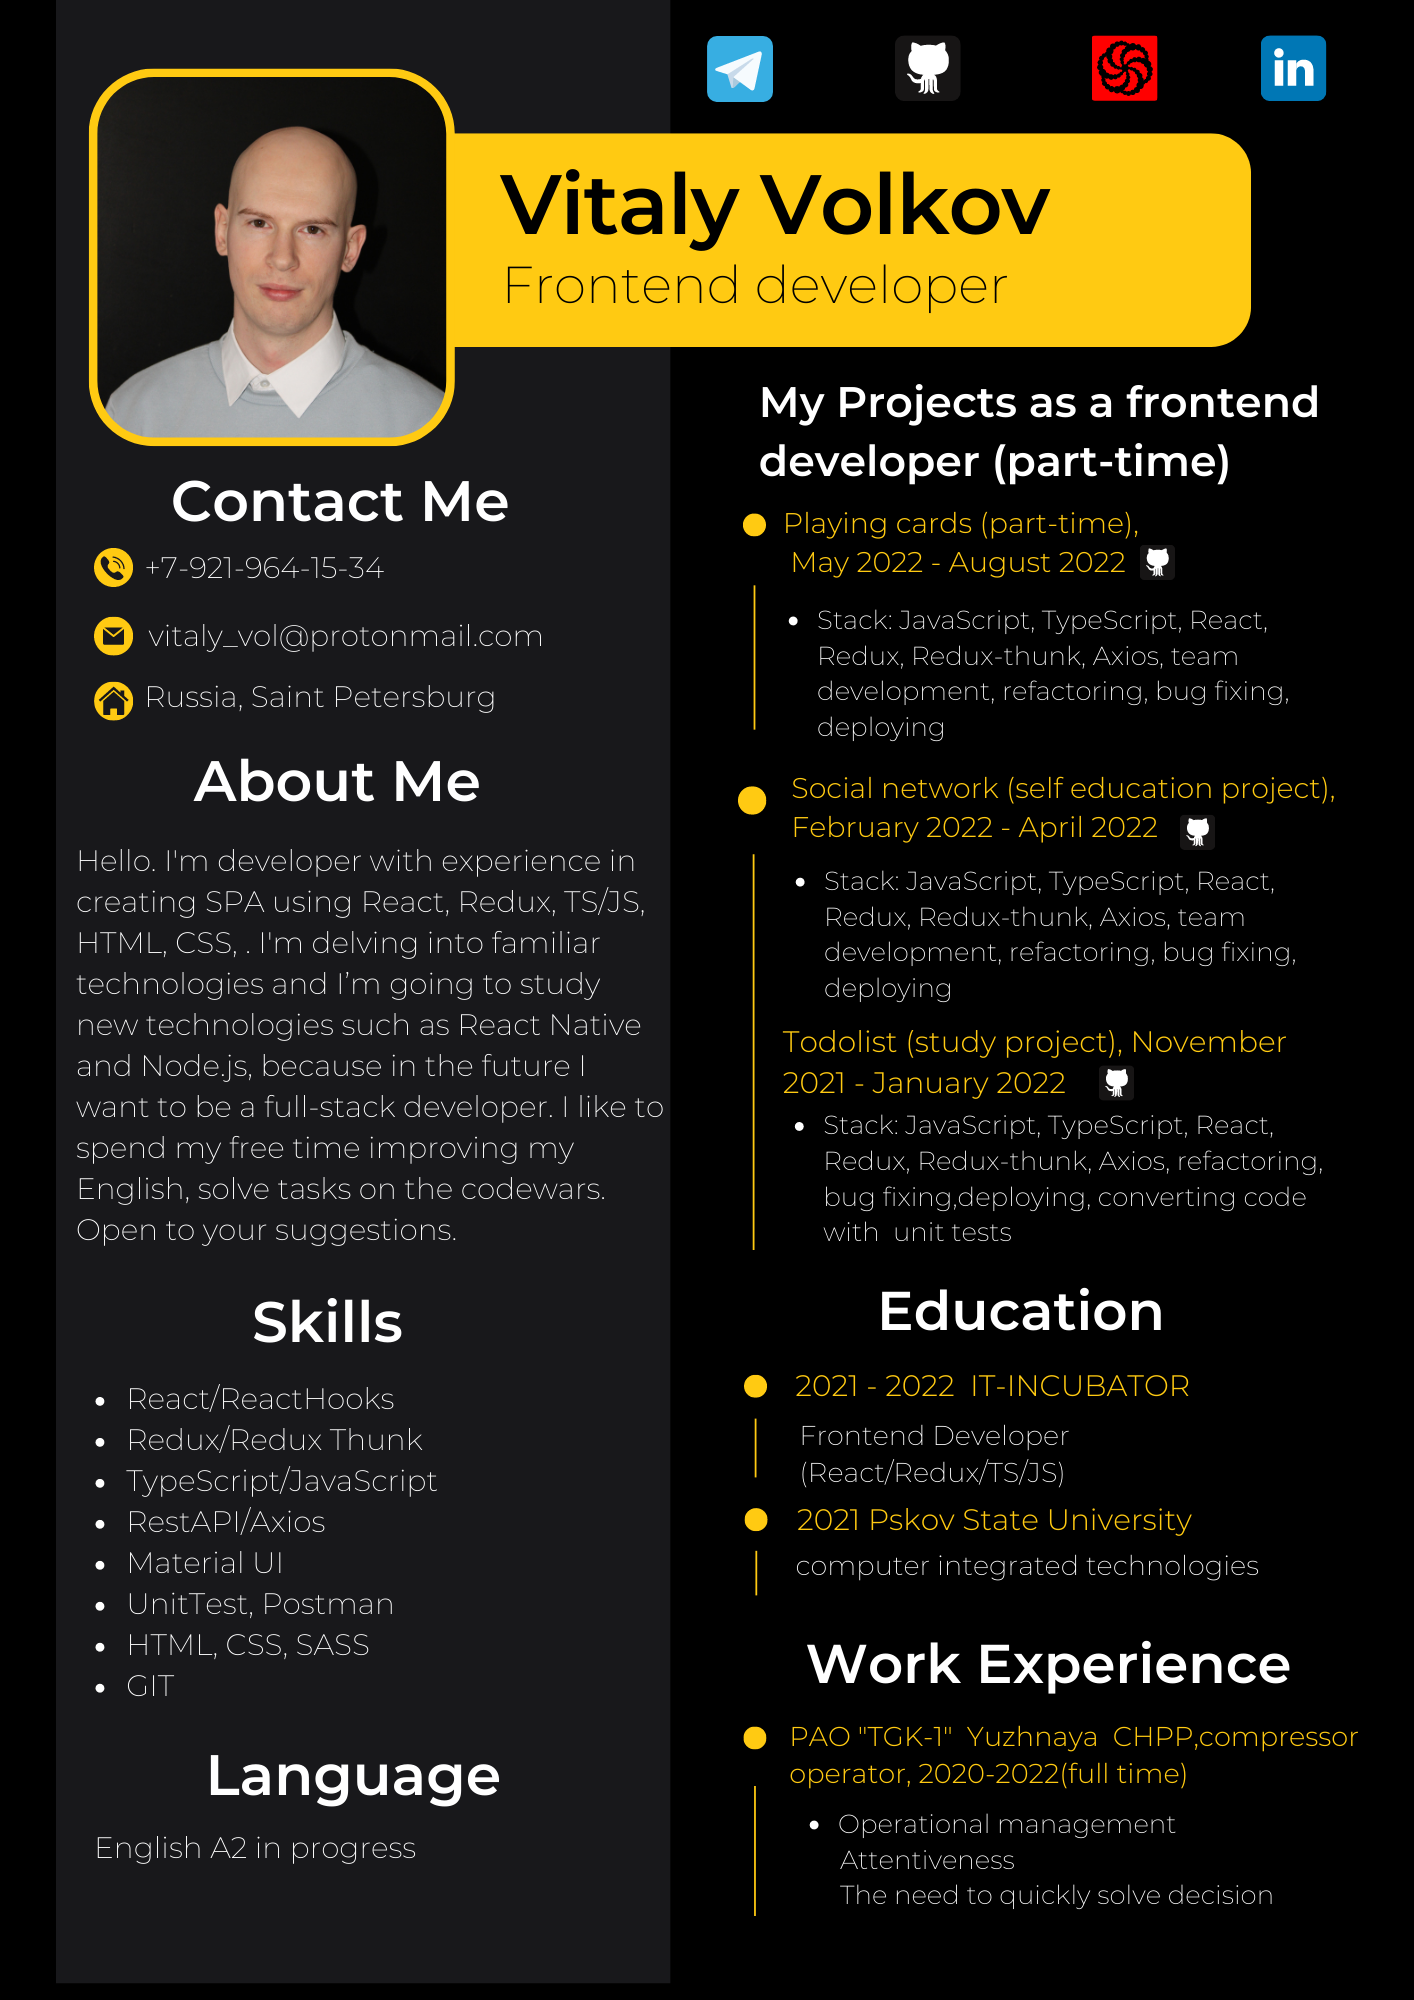 Vitaly Volkov
Frontend developer
Contact Me
+7-921-964-15-34
vitaly_vol@protonmail.com
Russia, Saint Petersburg
About Me
Hello. I'm developer with experience in
creating SPA using React, Redux, TS/JS,
HTML, CSS, . I'm delving into familiar
technologies and I’m going to study
new technologies such as React Native
and Node.js, because in the future I
want to be a full-stack developer. I like to
spend my free time improving my
English, solve tasks on the codewars.
Open to your suggestions.
Skills
React/ReactHooks
Redux/Redux Thunk
TypeScript/JavaScript
RestAPI/Axios
Material UI
UnitTest, Postman
HTML, CSS, SASS
GIT
Language
English A2 in progress
in
My Projects as a frontend
developer (part-time)
Playing cards (part-time),
May 2022 - August 2022
Stack: JavaScript, TypeScript, React,
Redux, Redux-thunk, Axios, team
development, refactoring, bug fixing,
deploying
Social network (self education project),
February 2022 - April 2022
Stack: JavaScript, TypeScript, React,
Redux, Redux-thunk, Axios, team
development, refactoring, bug fixing,
deploying
Todolist (study project), November
2021 - January 2022
Stack: JavaScript, TypeScript, React,
Redux, Redux-thunk, Axios, refactoring,
bug fixing,deploying, converting code
with  unit tests
Education
2021 - 2022  IT-INCUBATOR
Frontend Developer
(React/Redux/TS/JS)
2021 Pskov State University
computer integrated technologies
Work Experience
PAO "TGK-1"  Yuzhnaya  CHPP,compressor
operator, 2020-2022(full time)
Operational management
Attentiveness
The need to quickly solve decision